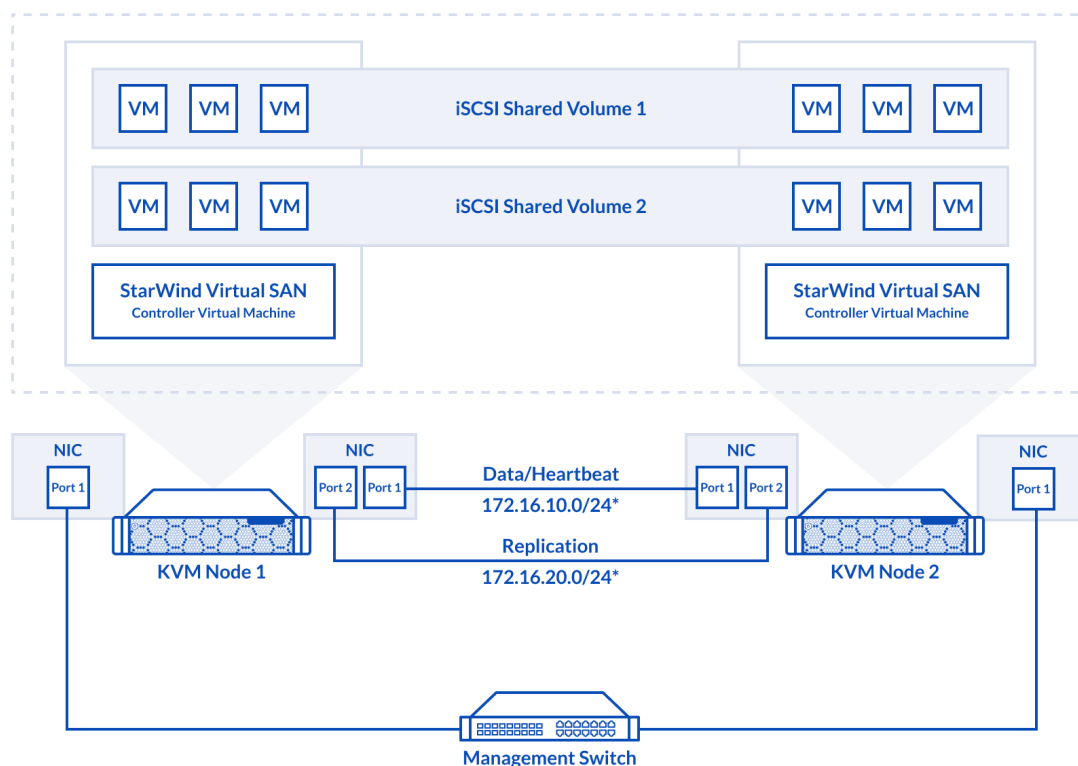 VM VM VM iSCSI Shared Volume 1 VM VM VM
VM VM VM iSCSI Shared Volume 2 VM VM VM
StarWind Virtual SAN
Controller Virtual Machine
StarWind Virtual SAN
Controller Virtual Machine
NIC
Port 1
NIC
Port 2 Port 1
Data/Heartbeat
172.16.10.0/24*
Replication
172.16.20.0/24*
NIC
Port 1 Port 2
NIC
Port 1
KVM Node 1
KVM Node 2
Management Switch